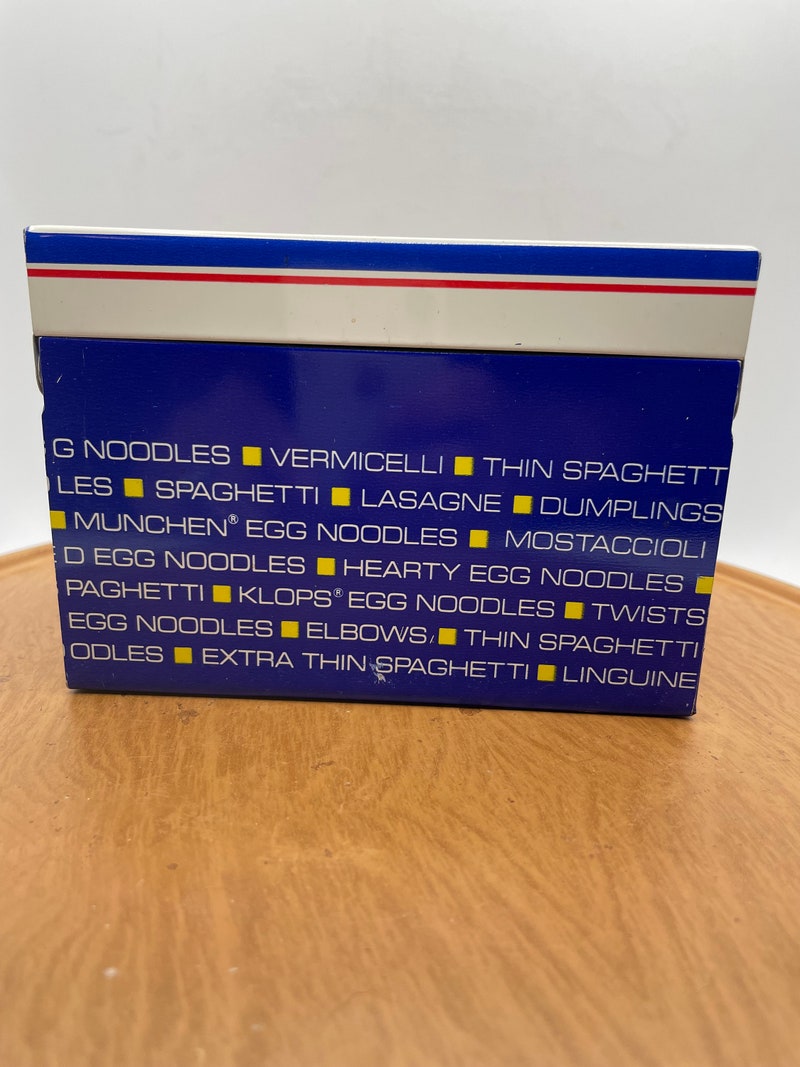 G NOODLES VERMICELLI THIN SPAGHETT
LES SPAGHETTI LASAGNE DUMPLINGS
MUNCHEN® EGG NOODLES MOSTACCIOLI
D EGG NOODLES HEARTY EGG NOODLES
PAGHETTI KLOPS® EGG NOODLES TWISTS
EGG NOODLES ELBOWS THIN SPAGHETTI
ODLES EXTRA THIN SPAGHETTI LINGUINE